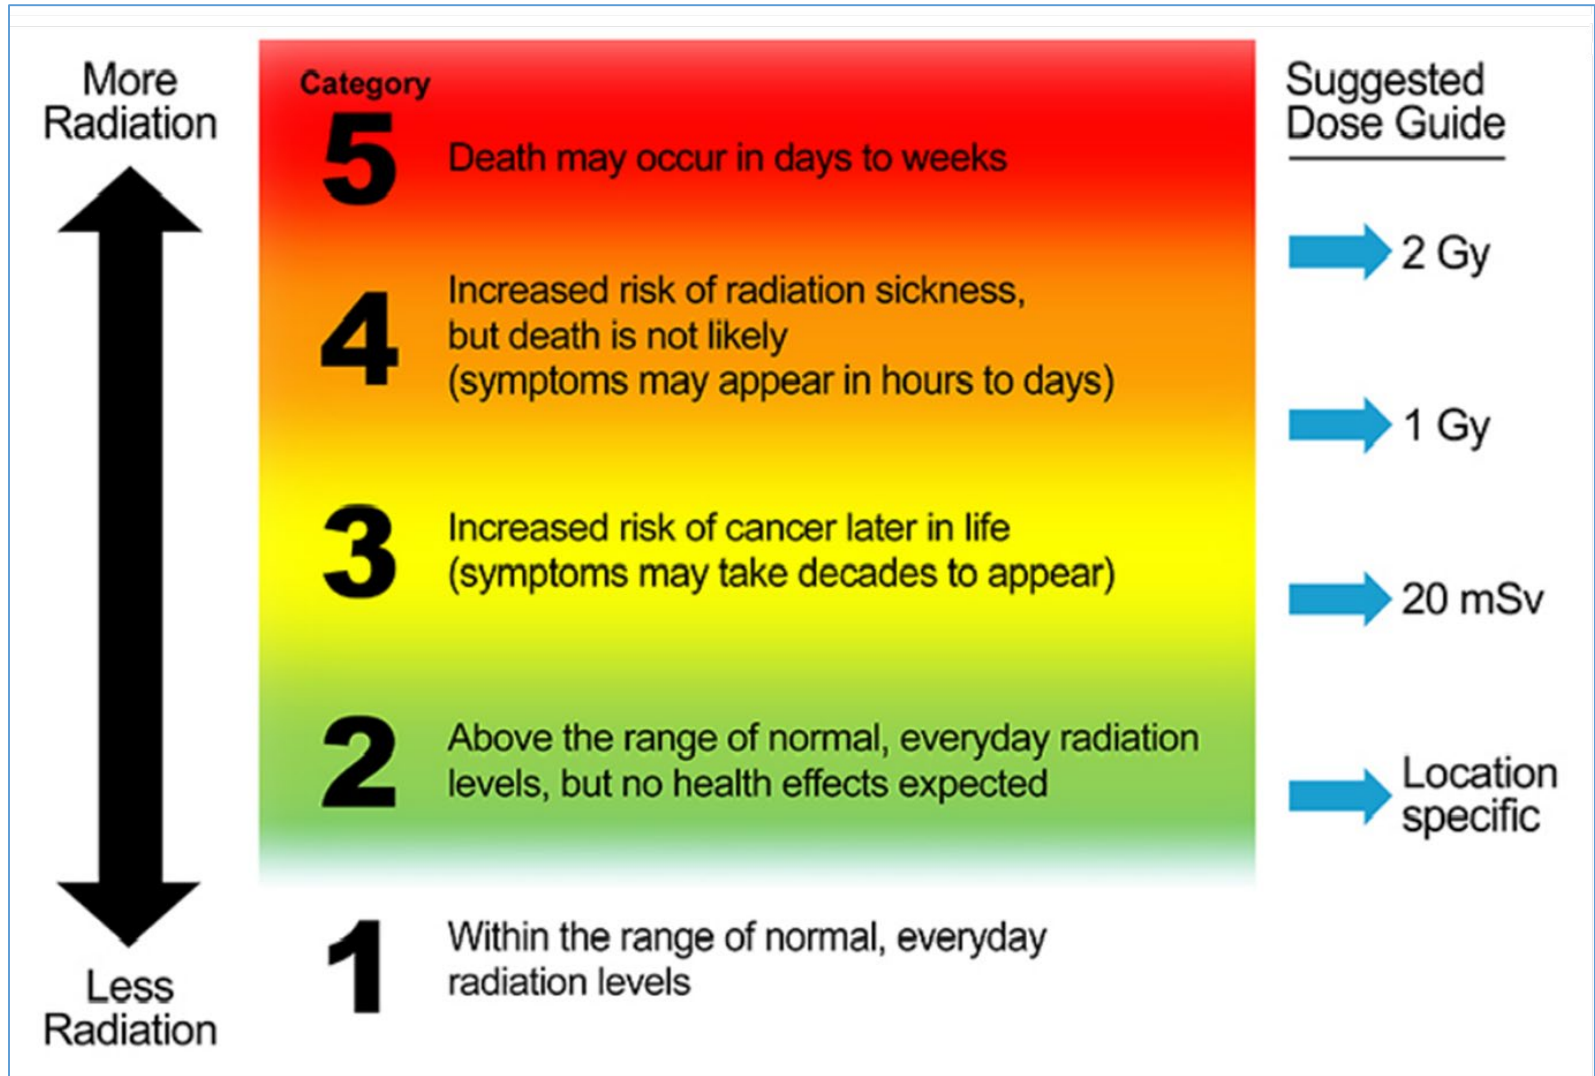 More
Radiation
Category
5
Death may occur in days to weeks
Suggested
Dose Guide
2 Gy
4
Increased risk of radiation sickness,
but death is not likely
(symptoms may appear in hours to days)
1 Gy
3
Increased risk of cancer later in life
(symptoms may take decades to appear)
20 mSv
2
Above the range of normal, everyday radiation
levels, but no health effects expected
Location
specific
1
Within the range of normal, everyday
radiation levels
Less
Radiation